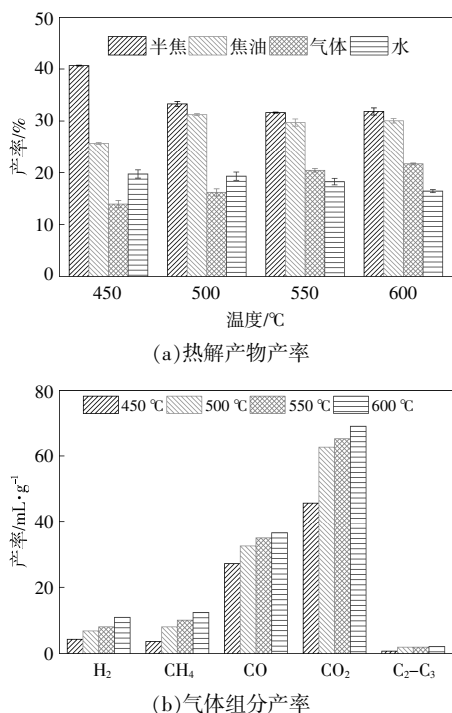 50
半焦 焦油 气体 水
40
30
20
10
0
产率/%
450 500 550 600
温度/℃
(a)热解产物产率
80
450 ℃ 500 ℃ 550 ℃ 600 ℃
60
40
20
0
产率/mL·g⁻¹
H₂ CH₄ CO CO₂ C₂–C₃
(b)气体组分产率